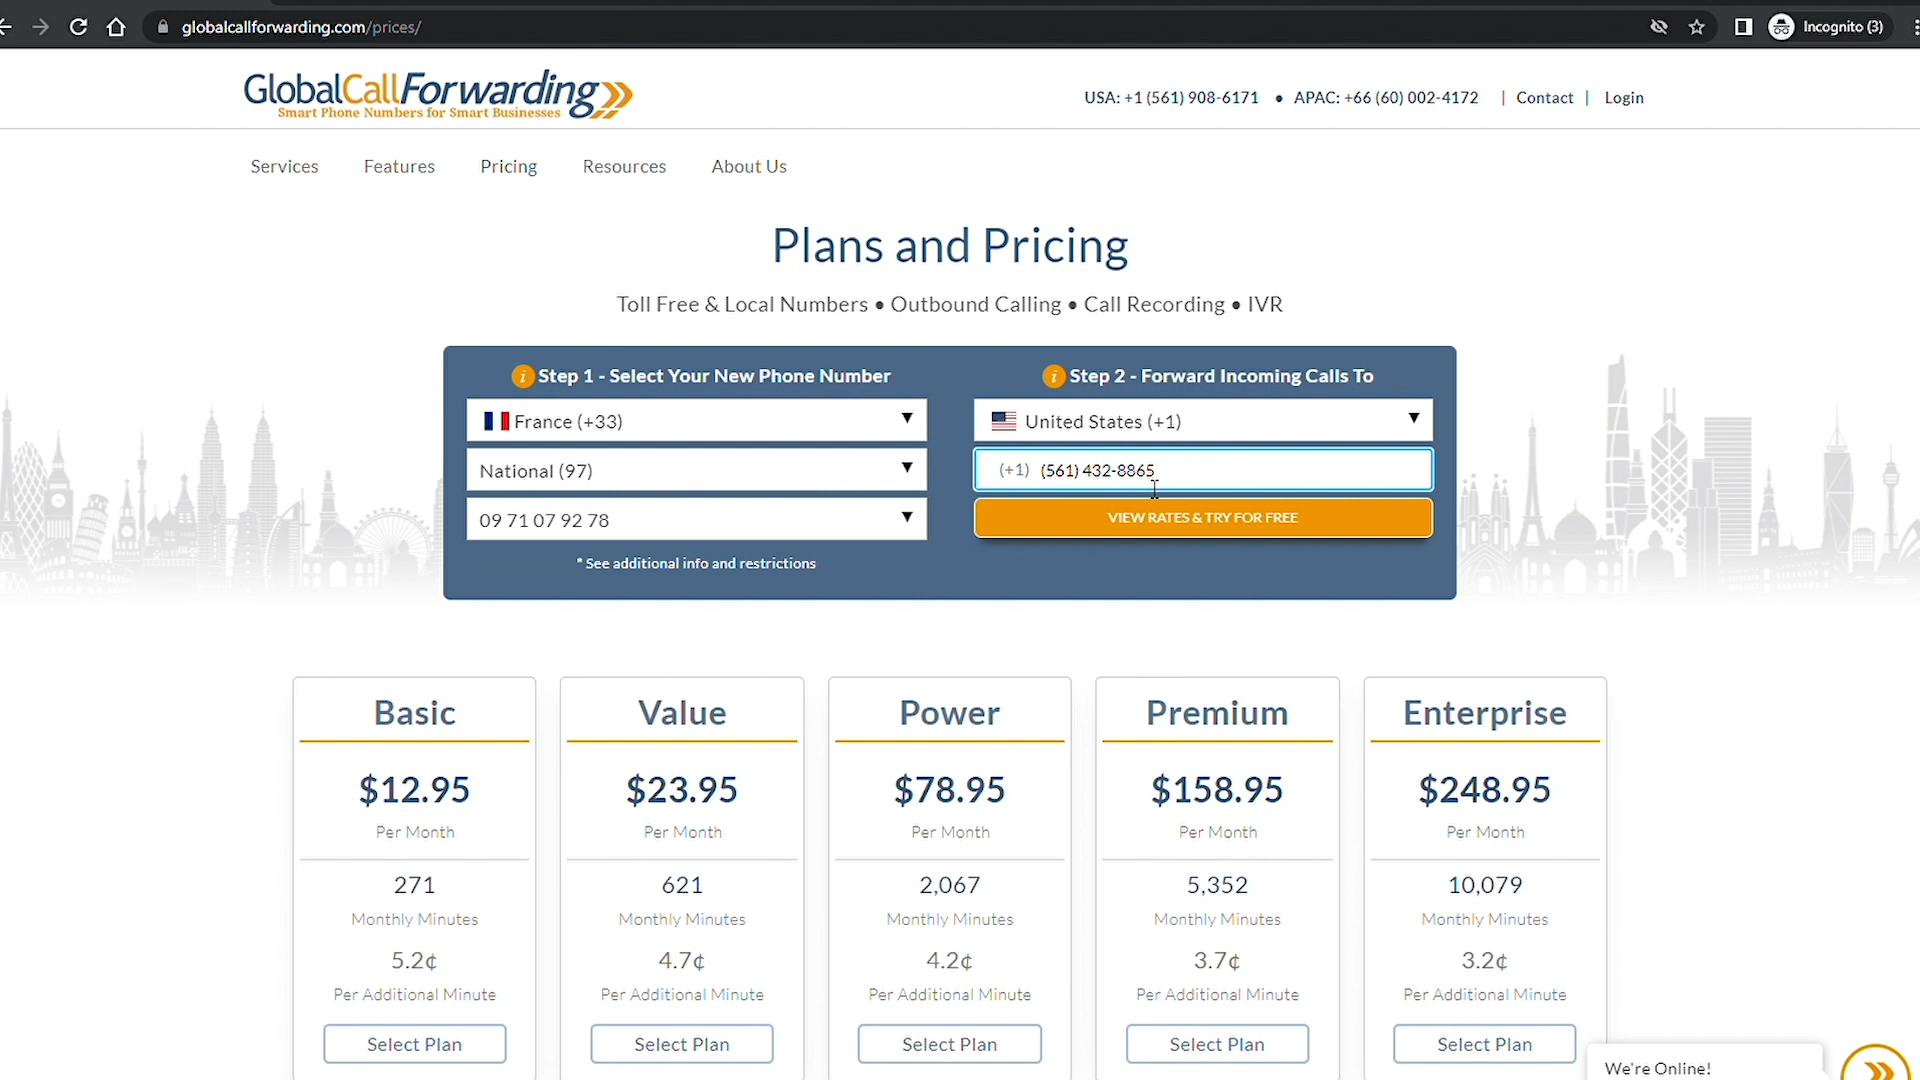 globalcallforwarding.com/prices/
Incognito (3)
GlobalCallForwarding
Smart Phone Numbers for Smart Businesses
USA: +1 (561) 908-6171 • APAC: +66 (60) 002-4172 | Contact | Login
Services Features Pricing Resources About Us
Plans and Pricing
Toll Free & Local Numbers • Outbound Calling • Call Recording • IVR
i Step 1 - Select Your New Phone Number
France (+33)
National (97)
09 71 07 92 78
* See additional info and restrictions
i Step 2 - Forward Incoming Calls To
United States (+1)
(+1) (561) 432-8865
VIEW RATES & TRY FOR FREE
Basic
$12.95
Per Month
271
Monthly Minutes
5.2¢
Per Additional Minute
Select Plan
Value
$23.95
Per Month
621
Monthly Minutes
4.7¢
Per Additional Minute
Select Plan
Power
$78.95
Per Month
2,067
Monthly Minutes
4.2¢
Per Additional Minute
Select Plan
Premium
$158.95
Per Month
5,352
Monthly Minutes
3.7¢
Per Additional Minute
Select Plan
Enterprise
$248.95
Per Month
10,079
Monthly Minutes
3.2¢
Per Additional Minute
Select Plan
We're Online!